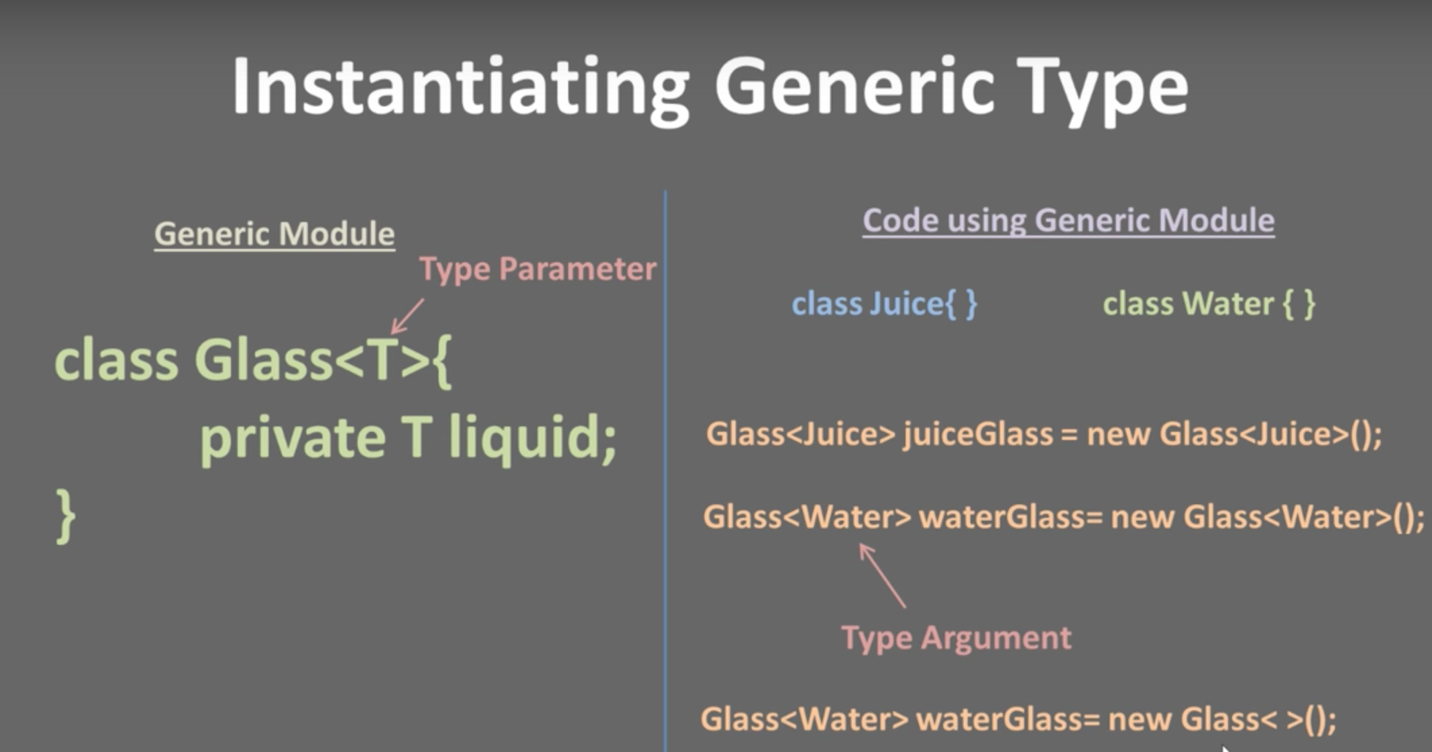 Instantiating Generic Type
Generic Module
Type Parameter
class Glass<T>{
private T liquid;
}
Code using Generic Module
class Juice{ }
class Water { }
Glass<Juice> juiceGlass = new Glass<Juice>();
Glass<Water> waterGlass= new Glass<Water>();
Type Argument
Glass<Water> waterGlass= new Glass< >();